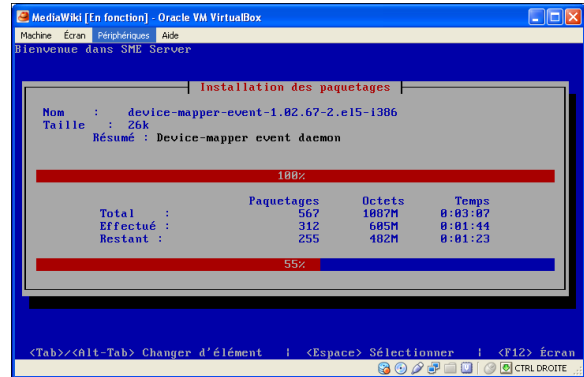 MediaWiki [En fonction] - Oracle VM VirtualBox
Machine Écran Périphériques Aide
Bienvenue dans SME Server
Installation des paquetages
Nom : device-mapper-event-1.02.67-2.el5-i386
Taille : 26k
Résumé : Device-mapper event daemon
100%
Paquetages Octets Temps
Total : 567 1087M 0:03:07
Effectué : 312 605M 0:01:44
Restant : 255 482M 0:01:23
55%
<Tab>/<Alt-Tab> Changer d'élément | <Espace> Sélectionner | <F12> Écran
CTRL DROITE